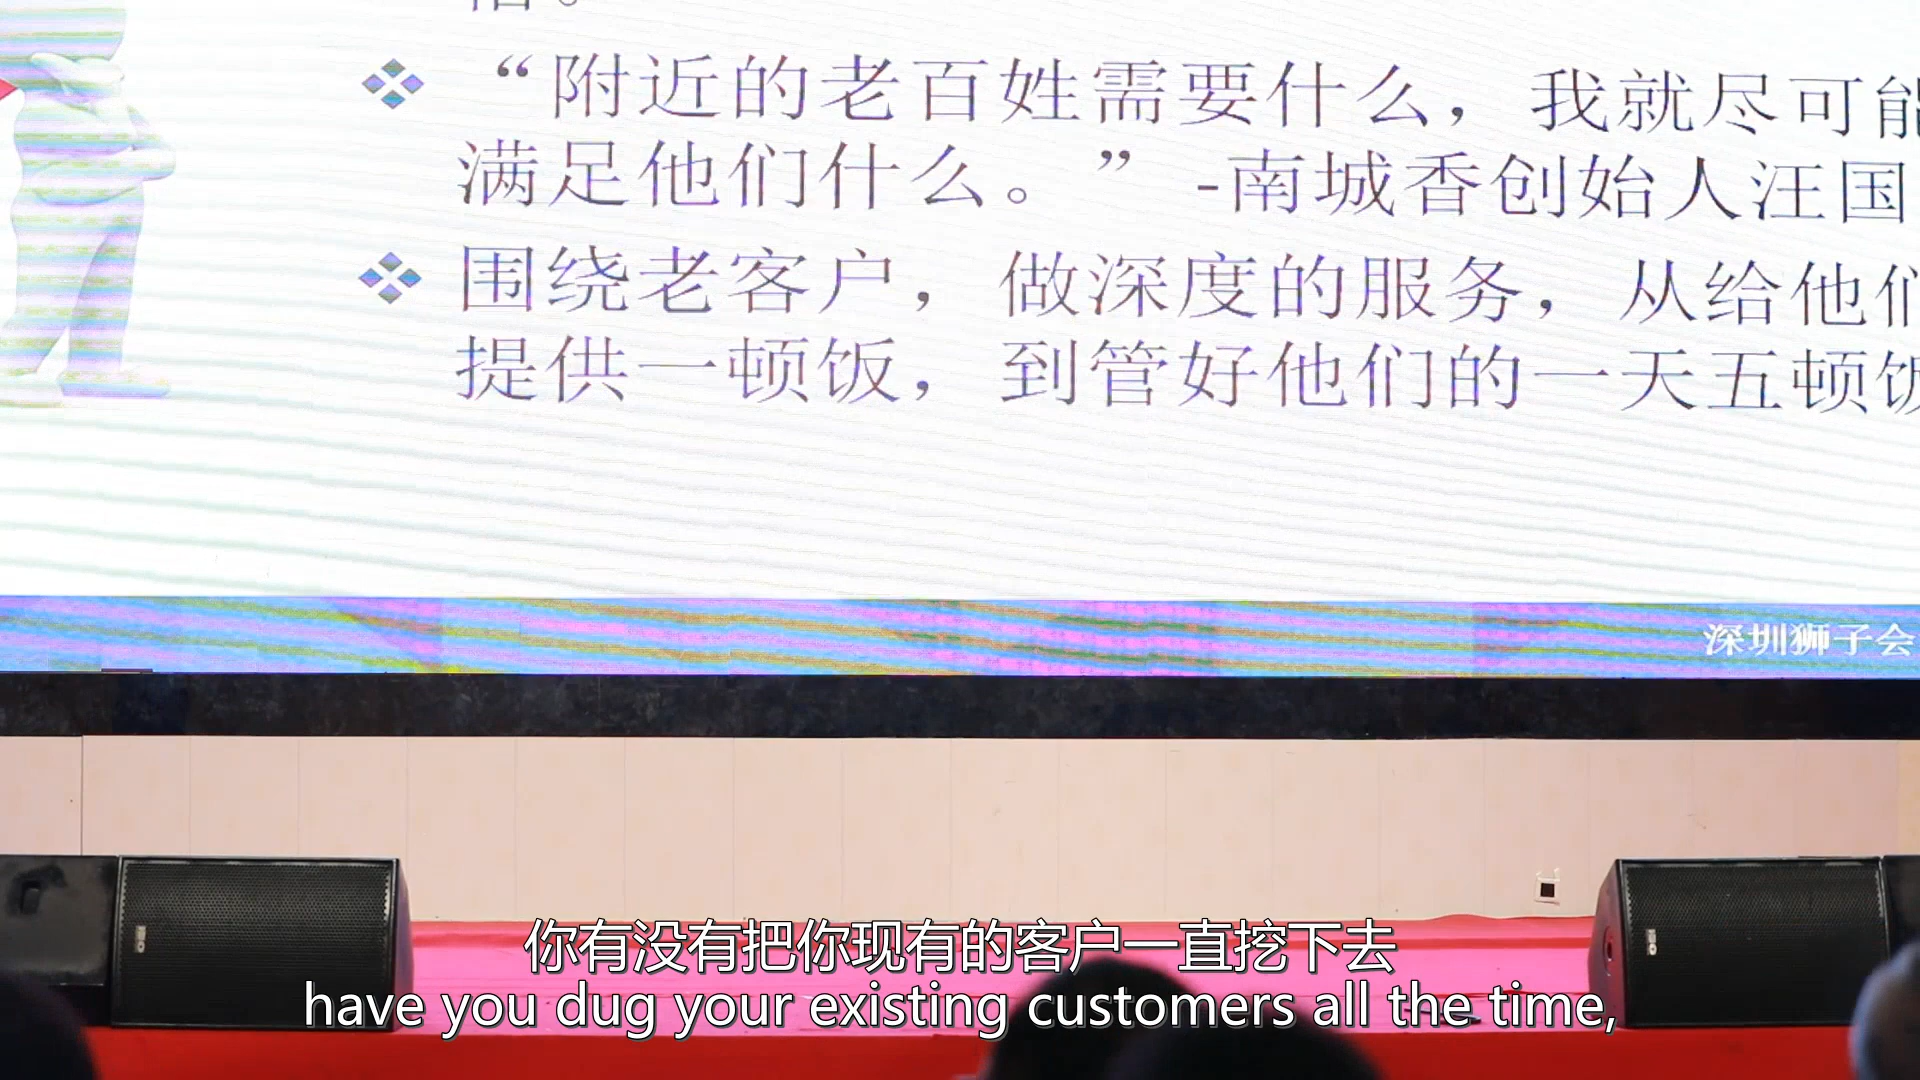 “附近的老百姓需要什么，我就尽可能
满足他们什么。”-南城香创始人汪国
围绕老客户，做深度的服务，从给他们
提供一顿饭，到管好他们的一天五顿饭
深圳狮子会
你有没有把你现有的客户一直挖下去
have you dug your existing customers all the time,